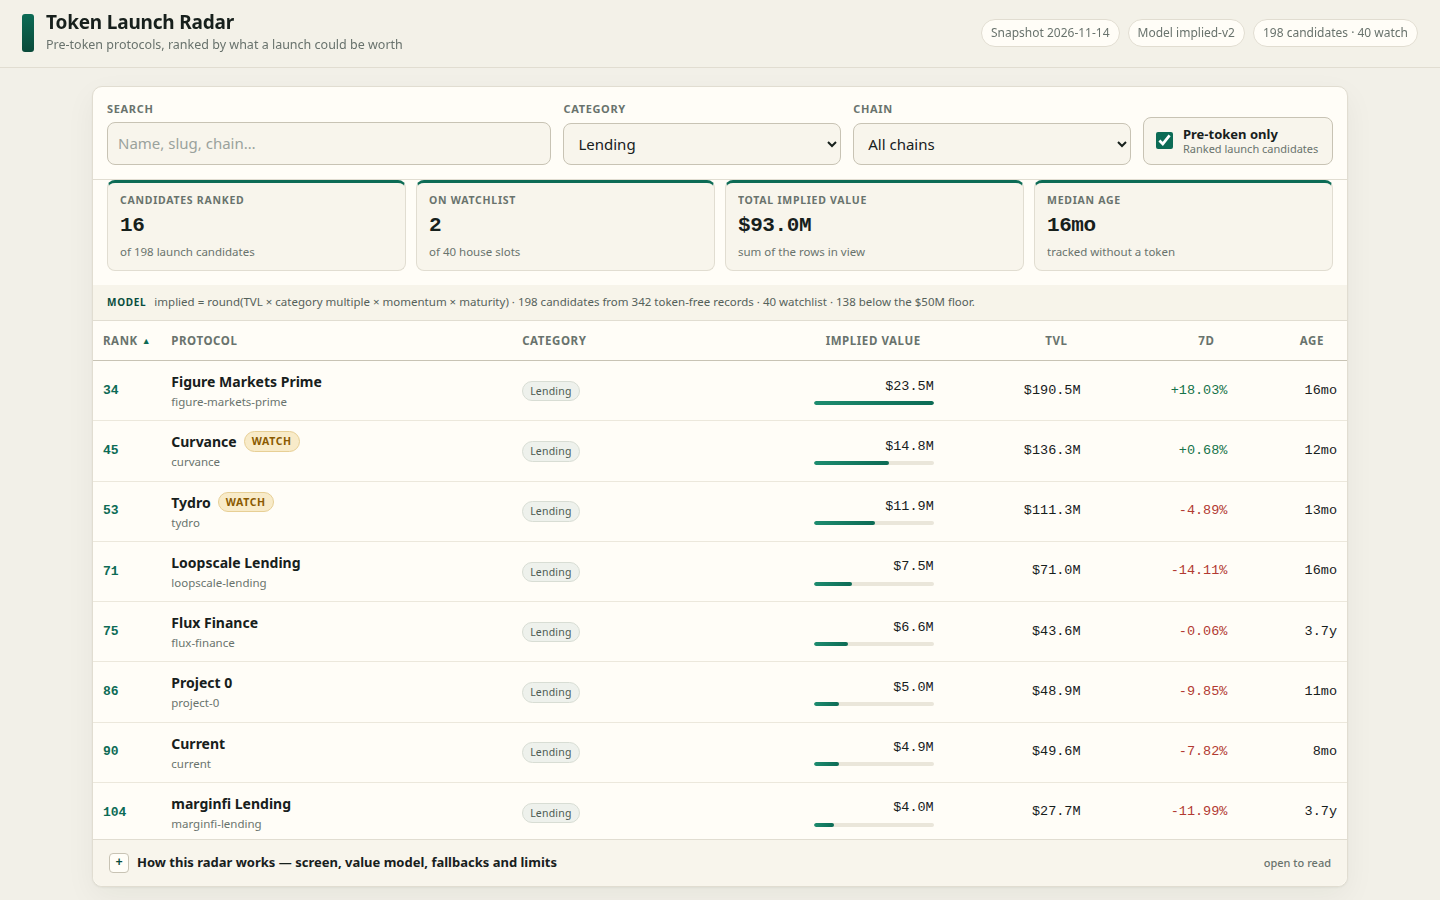 Token Launch Radar
Pre-token protocols, ranked by what a launch could be worth
Snapshot 2026-11-14
Model implied-v2
198 candidates · 40 watch
SEARCH
CATEGORY
CHAIN
Name, slug, chain...
Lending
All chains
Pre-token only
Ranked launch candidates
CANDIDATES RANKED
16
of 198 launch candidates
ON WATCHLIST
2
of 40 house slots
TOTAL IMPLIED VALUE
$93.0M
sum of the rows in view
MEDIAN AGE
16mo
tracked without a token
MODEL implied = round(TVL × category multiple × momentum × maturity) · 198 candidates from 342 token-free records · 40 watchlist · 138 below the $50M floor.
RANK ▲ PROTOCOL CATEGORY IMPLIED VALUE TVL 7D AGE
34 Figure Markets Prime Lending $23.5M $190.5M +18.03% 16mo
figure-markets-prime
45 Curvance WATCH Lending $14.8M $136.3M +0.68% 12mo
curvance
53 Tydro WATCH Lending $11.9M $111.3M -4.89% 13mo
tydro
71 Loopscale Lending Lending $7.5M $71.0M -14.11% 16mo
loopscale-lending
75 Flux Finance Lending $6.6M $43.6M -0.06% 3.7y
flux-finance
86 Project 0 Lending $5.0M $48.9M -9.85% 11mo
project-0
90 Current Lending $4.9M $49.6M -7.82% 8mo
current
104 marginfi Lending Lending $4.0M $27.7M -11.99% 3.7y
marginfi-lending
+ How this radar works — screen, value model, fallbacks and limits
open to read